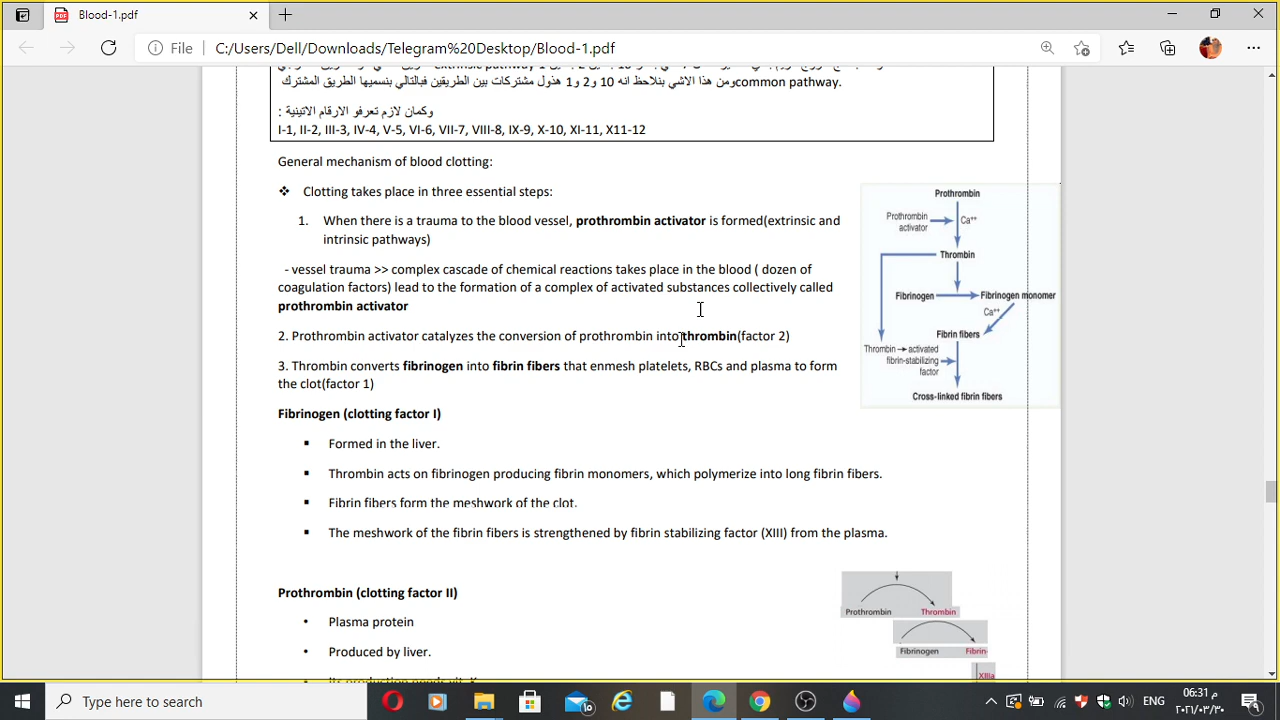 Blood-1.pdf
File
C:/Users/Dell/Downloads/Telegram%20Desktop/Blood-1.pdf
ومن هذا الاشي بنلاحظ انه 10 و2 و1 هذول مشتركات بين الطريقين فبالتالي بنسميها الطريق المشترك common pathway.
وكمان لازم تعرفو الارقام الاتينية :
I-1, II-2, III-3, IV-4, V-5, VI-6, VII-7, VIII-8, IX-9, X-10, XI-11, X11-12
General mechanism of blood clotting:
❖ Clotting takes place in three essential steps:
1. When there is a trauma to the blood vessel, prothrombin activator is formed(extrinsic and
intrinsic pathways)
- vessel trauma >> complex cascade of chemical reactions takes place in the blood ( dozen of
coagulation factors) lead to the formation of a complex of activated substances collectively called
prothrombin activator
2. Prothrombin activator catalyzes the conversion of prothrombin into thrombin(factor 2)
3. Thrombin converts fibrinogen into fibrin fibers that enmesh platelets, RBCs and plasma to form
the clot(factor 1)
Prothrombin
Prothrombin
activator
Ca++
Thrombin
Fibrinogen
Fibrinogen monomer
Ca++
Fibrin fibers
Thrombin → activated
fibrin-stabilizing
factor
Cross-linked fibrin fibers
Fibrinogen (clotting factor I)
▪ Formed in the liver.
▪ Thrombin acts on fibrinogen producing fibrin monomers, which polymerize into long fibrin fibers.
▪ Fibrin fibers form the meshwork of the clot.
▪ The meshwork of the fibrin fibers is strengthened by fibrin stabilizing factor (XIII) from the plasma.
Prothrombin (clotting factor II)
• Plasma protein
• Produced by liver.
• Its production needs vit. K
Prothrombin Thrombin
Fibrinogen Fibrin
XIIIa
Type here to search
ENG
06:31 م
٢٠٢١/٠٣/٣٠